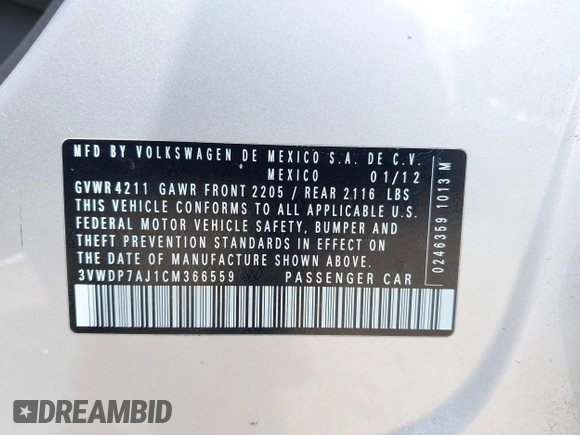 MFD BY VOLKSWAGEN DE MEXICO S.A. DE C.V.
MEXICO 01/12
GVWR 4211 GAWR FRONT 2205 / REAR 2116 LBS
THIS VEHICLE CONFORMS TO ALL APPLICABLE U.S.
FEDERAL MOTOR VEHICLE SAFETY, BUMPER AND
THEFT PREVENTION STANDARDS IN EFFECT ON
THE DATE OF MANUFACTURE SHOWN ABOVE.
3VWDP7AJ1CM366559 PASSENGER CAR
0246359 1013 M
DREAMBID